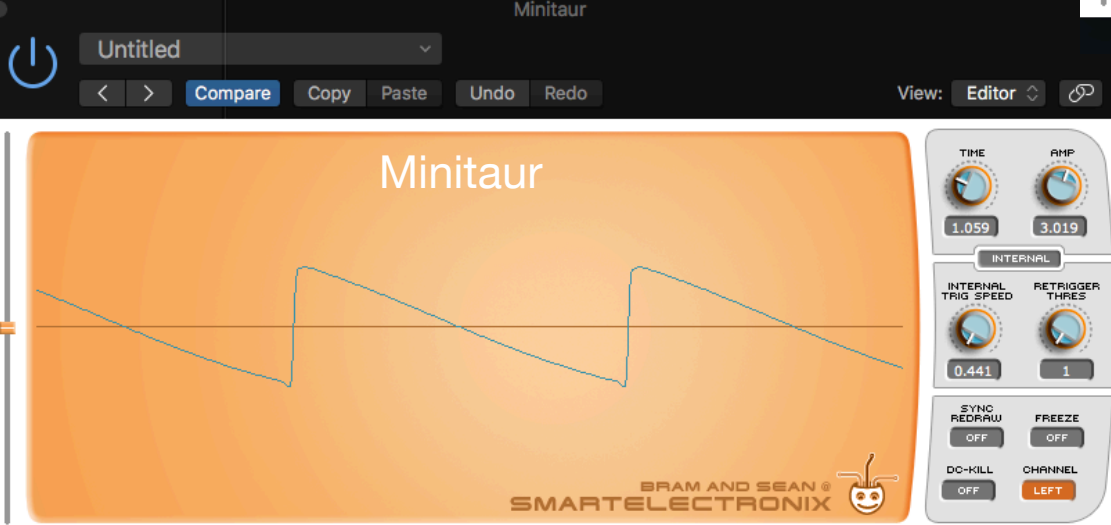 Minitaur
Untitled
Compare Copy Paste Undo Redo View: Editor
Minitaur
TIME AMP
1.059 3.019
INTERNAL
INTERNAL TRIG SPEED RETRIGGER THRES
0.441 1
SYNC REDRAW FREEZE
OFF OFF
DC-KILL CHANNEL
OFF LEFT
BRAM AND SEAN @
SMARTELECTRONIX